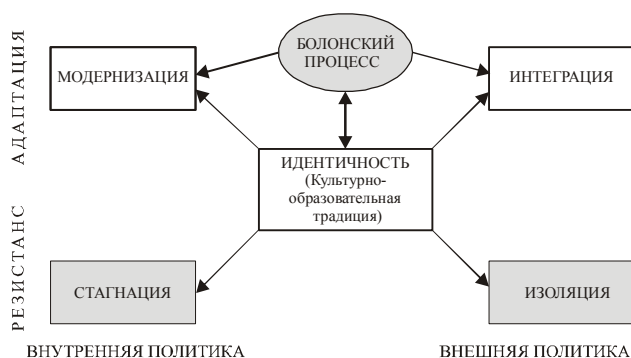 АДАПТАЦИЯ
БОЛОНСКИЙ
ПРОЦЕСС
МОДЕРНИЗАЦИЯ
ИНТЕГРАЦИЯ
ИДЕНТИЧНОСТЬ
(Культурно-
образовательная
традиция)
РЕЗИСТАНС
СТАГНАЦИЯ
ИЗОЛЯЦИЯ
ВНУТРЕННЯЯ ПОЛИТИКА
ВНЕШНЯЯ ПОЛИТИКА